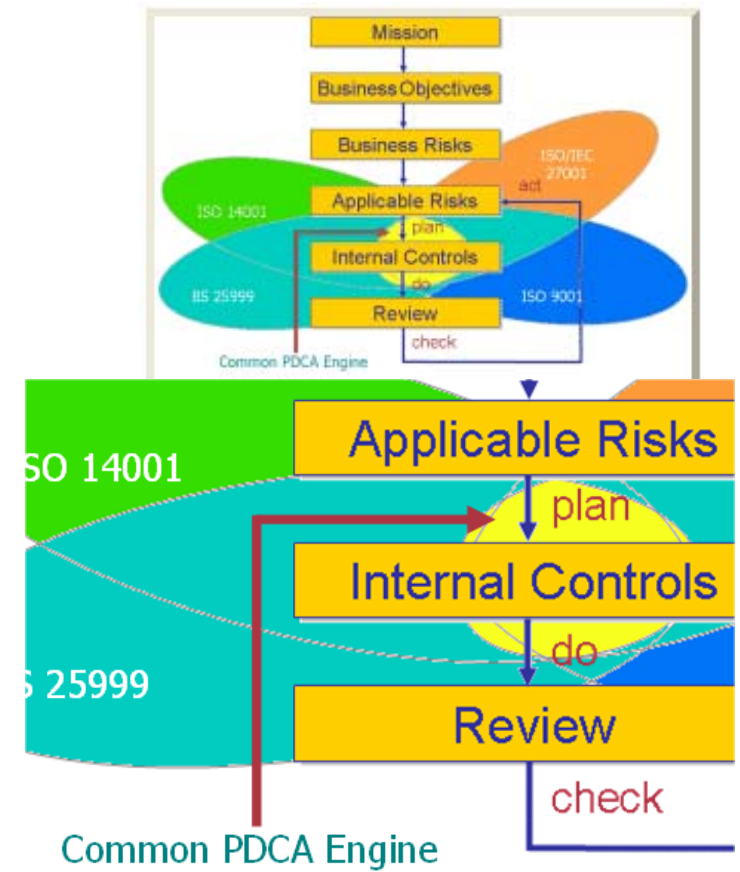 Mission
Business Objectives
Business Risks
ISO/IEC
27001
act
Applicable Risks
ISO 14001
plan
Internal Controls
do
BS 25999
ISO 9001
Review
check
Common PDCA Engine
Applicable Risks
SO 14001
plan
Internal Controls
do
S 25999
Review
check
Common PDCA Engine